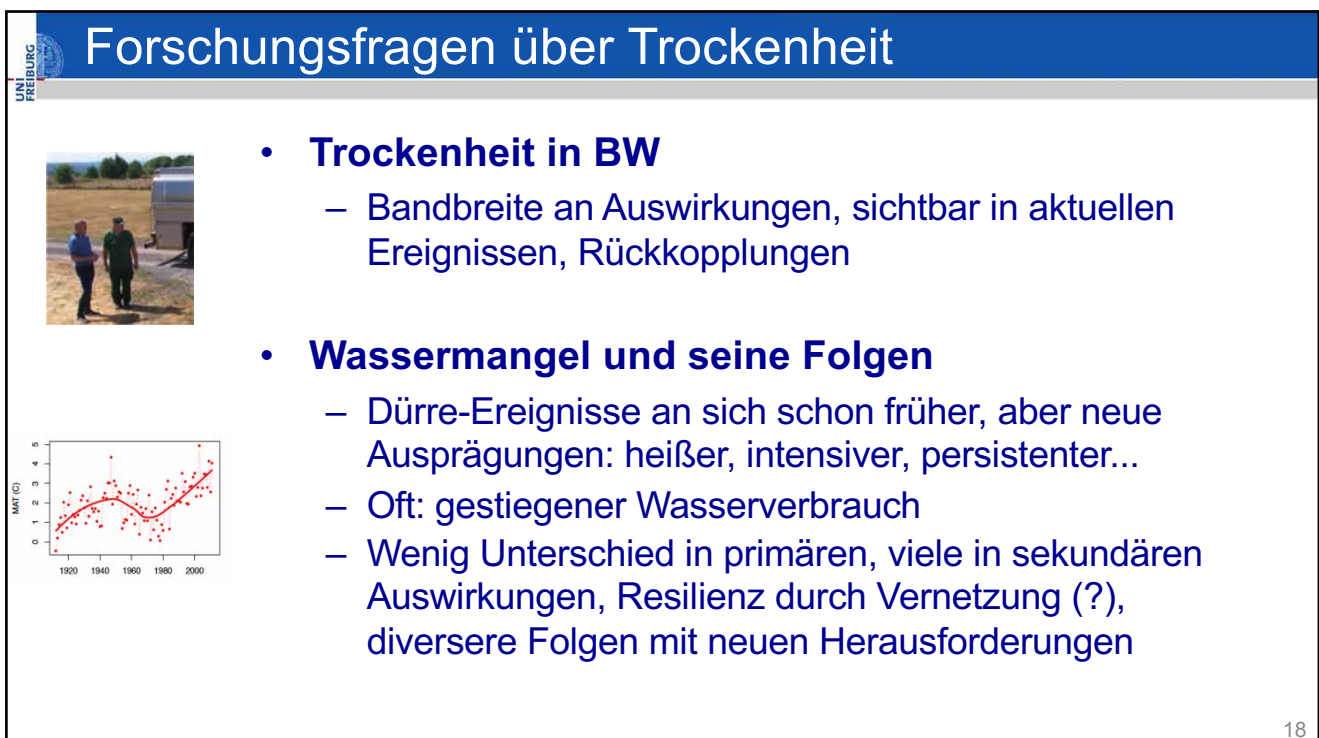 UNI
FREIBURG
Forschungsfragen über Trockenheit
• Trockenheit in BW
– Bandbreite an Auswirkungen, sichtbar in aktuellen
Ereignissen, Rückkopplungen
• Wassermangel und seine Folgen
– Dürre-Ereignisse an sich schon früher, aber neue
Ausprägungen: heißer, intensiver, persistenter...
– Oft: gestiegener Wasserverbrauch
– Wenig Unterschied in primären, viele in sekundären
Auswirkungen, Resilienz durch Vernetzung (?),
diversere Folgen mit neuen Herausforderungen
MAT (C)
5
4
3
2
1
0
1920 1940 1960 1980 2000
18